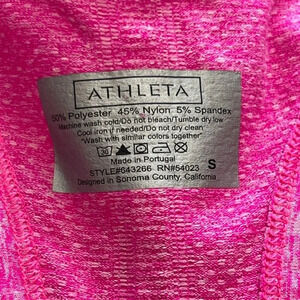 ATHLETA
50% Polyester 45% Nylon 5% Spandex
Machine wash cold/Do not bleach/Tumble dry low
Cool iron if needed/Do not dry clean
"Wash with similar colors together"
30
Made in Portugal
STYLE#643266 RN#54023 S
Designed in Sonoma County, California